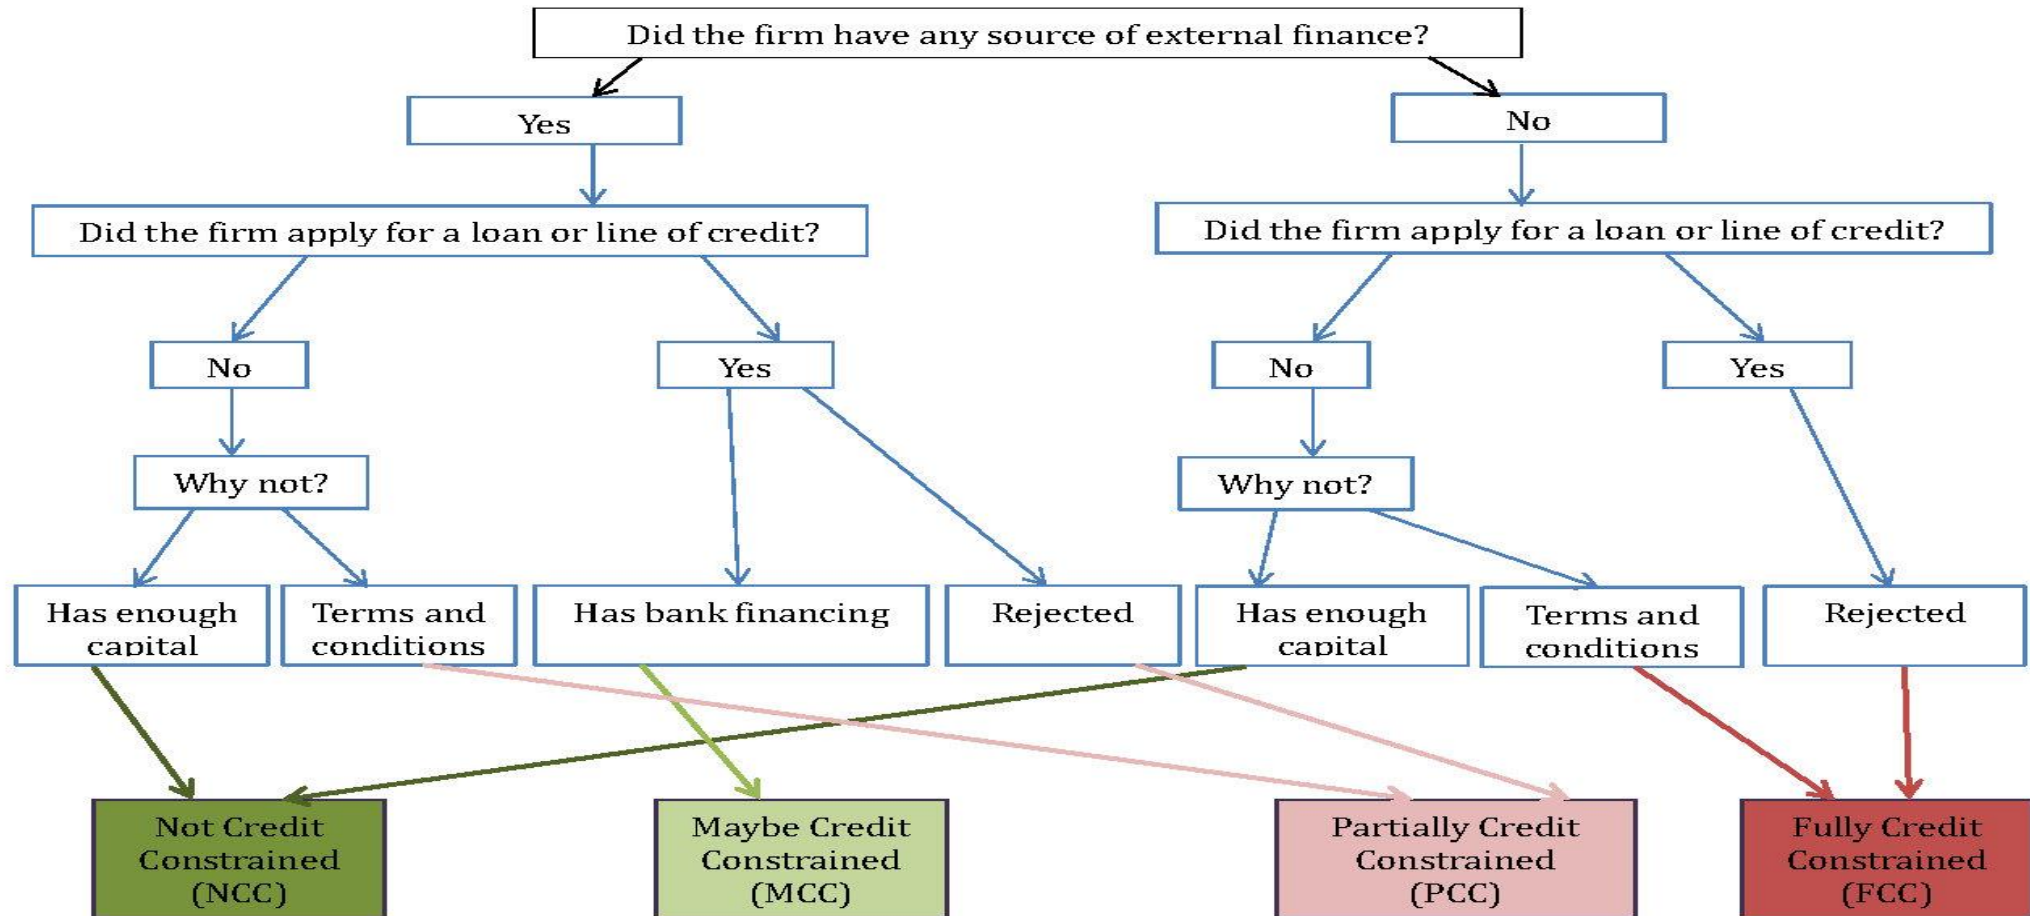 Did the firm have any source of external finance?
Yes
No
Did the firm apply for a loan or line of credit?
Did the firm apply for a loan or line of credit?
No
Yes
No
Yes
Why not?
Why not?
Has enough
capital
Terms and
conditions
Has bank financing
Rejected
Has enough
capital
Terms and
conditions
Rejected
Not Credit
Constrained
(NCC)
Maybe Credit
Constrained
(MCC)
Partially Credit
Constrained
(PCC)
Fully Credit
Constrained
(FCC)